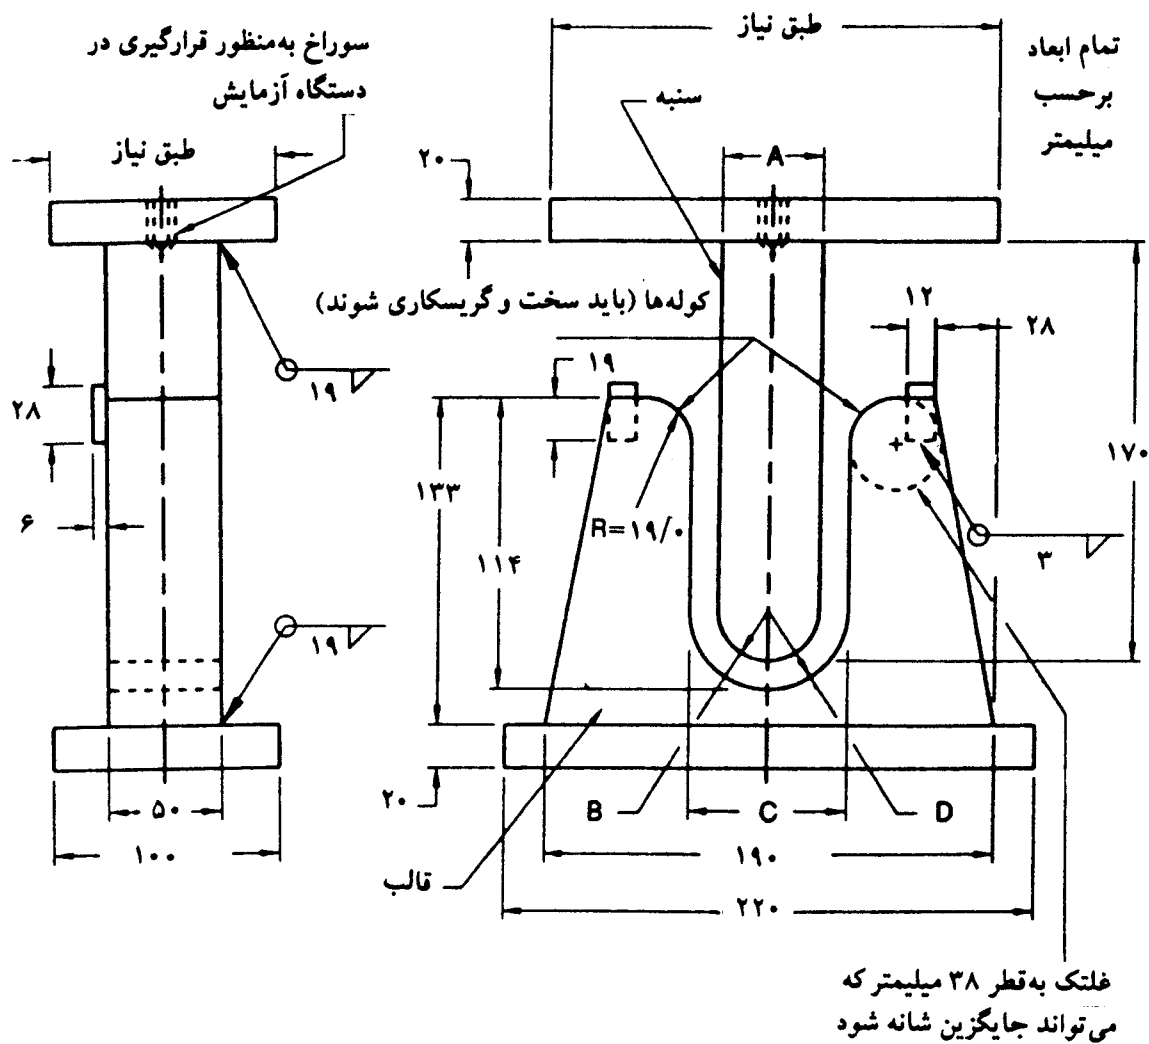 سوراخ به‌منظور قرارگیری در
دستگاه آزمایش
طبق نیاز
طبق نیاز
تمام ابعاد
برحسب
میلیمتر
سنبه
A
۲۰
کوله‌ها (باید سخت و گریسکاری شوند)
۱۲
۲۸
۱۹
۱۹
۲۸
۱۷۰
۱۳۳
R=۱۹/۰
۶
۱۱۴
۳
۱۹
۲۰
۵۰
B
C
D
۱۰۰
۱۹۰
قالب
۲۲۰
غلتک به‌قطر ۳۸ میلیمتر که
می‌تواند جایگزین شانه شود